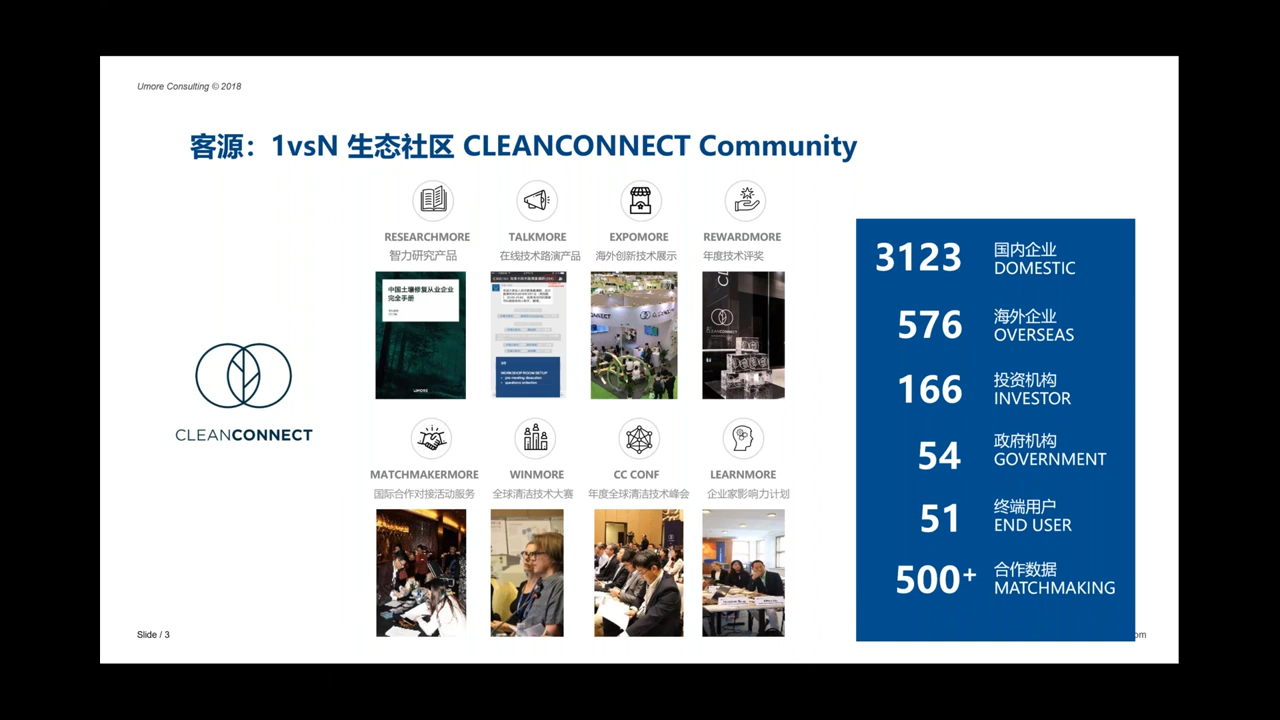 Umore Consulting © 2018
客源：1vsN 生态社区 CLEANCONNECT Community
CLEANCONNECT
RESEARCHMORE
智力研究产品
中国土壤修复从业企业
完全手册
UMORE
TALKMORE
在线技术路演产品
WORKSHOP ROOM SETUP
EXPOMORE
海外创新技术展示
REWARDMORE
年度技术评奖
CLEANCONNECT
MATCHMAKERMORE
国际合作对接活动服务
WINMORE
全球清洁技术大赛
CC CONF
年度全球清洁技术峰会
LEARNMORE
企业家影响力计划
3123 国内企业
DOMESTIC
576 海外企业
OVERSEAS
166 投资机构
INVESTOR
54 政府机构
GOVERNMENT
51 终端用户
END USER
500+ 合作数据
MATCHMAKING
Slide / 3
om